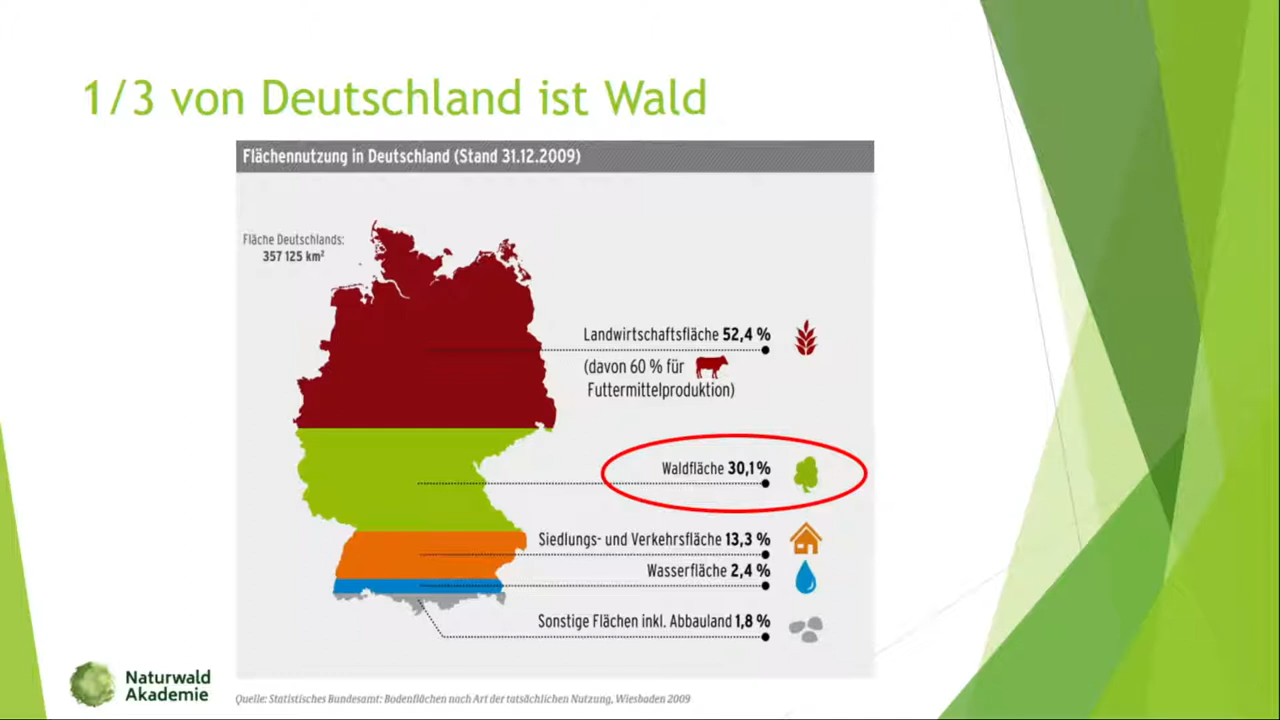 1/3 von Deutschland ist Wald
Flächennutzung in Deutschland (Stand 31.12.2009)
Fläche Deutschlands:
357 125 km²
Landwirtschaftsfläche 52,4 %
(davon 60 % für
Futtermittelproduktion)
Waldfläche 30,1 %
Siedlungs- und Verkehrsfläche 13,3 %
Wasserfläche 2,4 %
Sonstige Flächen inkl. Abbauland 1,8 %
Naturwald
Akademie
Quelle: Statistisches Bundesamt: Bodenflächen nach Art der tatsächlichen Nutzung, Wiesbaden 2009